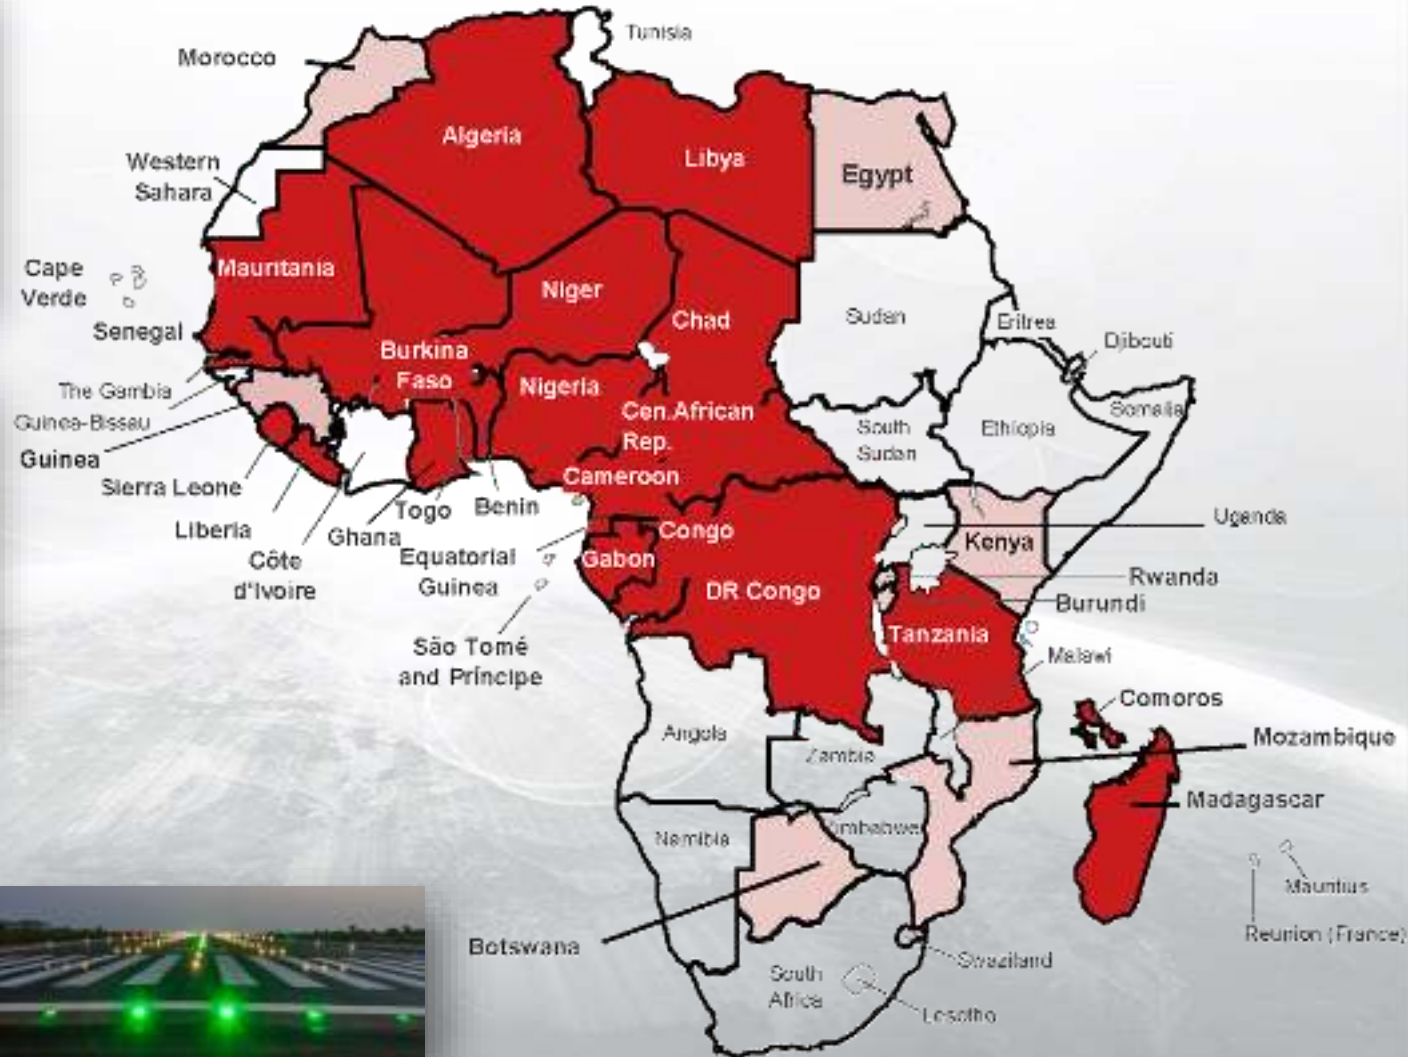 Tunisia
Morocco
Algeria
Libya
Western
Sahara
Egypt
Cape
Verde
Mauritania
Niger
Senegal
Chad
Sudan
Eritrea
Djibouti
Burkina
Faso
The Gambia
Nigeria
Guinea-Bissau
Cen.African
Rep.
South
Sudan
Ethiopia
Somalia
Guinea
Sierra Leone
Cameroon
Liberia
Ghana
Togo
Benin
Congo
Uganda
Kenya
Côte
d'Ivoire
Equatorial
Guinea
Gabon
DR Congo
Rwanda
Burundi
Tanzania
São Tomé
and Príncipe
Malawi
Comoros
Angola
Zambia
Mozambique
Madagascar
Namibia
Zimbabwe
Mauritius
Reunion (France)
Botswana
Swaziland
South
Africa
Lesotho